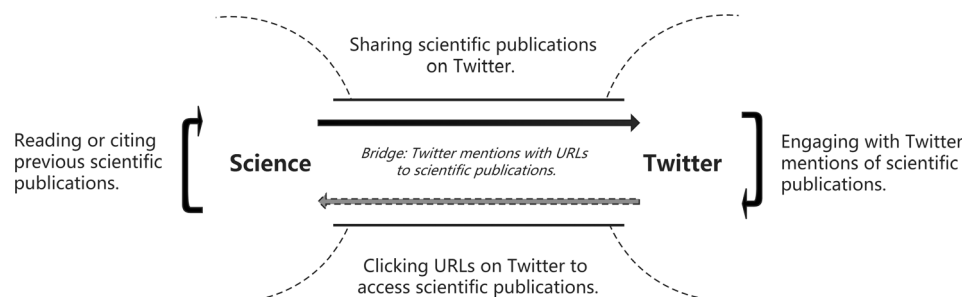 Sharing scientific publications
on Twitter.
Reading or citing
previous scientific
publications.
Science
Bridge: Twitter mentions with URLs
to scientific publications.
Twitter
Engaging with Twitter
mentions of scientific
publications.
Clicking URLs on Twitter to
access scientific publications.